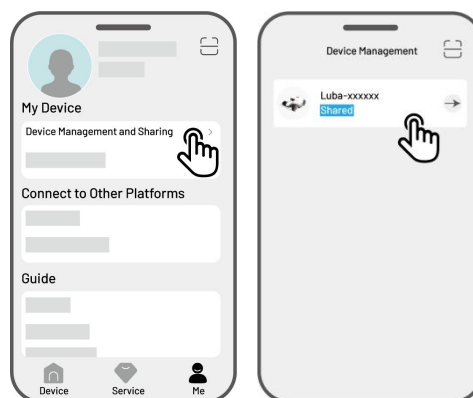 My Device
Device Management and Sharing
Connect to Other Platforms
Guide
Device Service Me
Device Management
Luba-xxxxxx
Shared